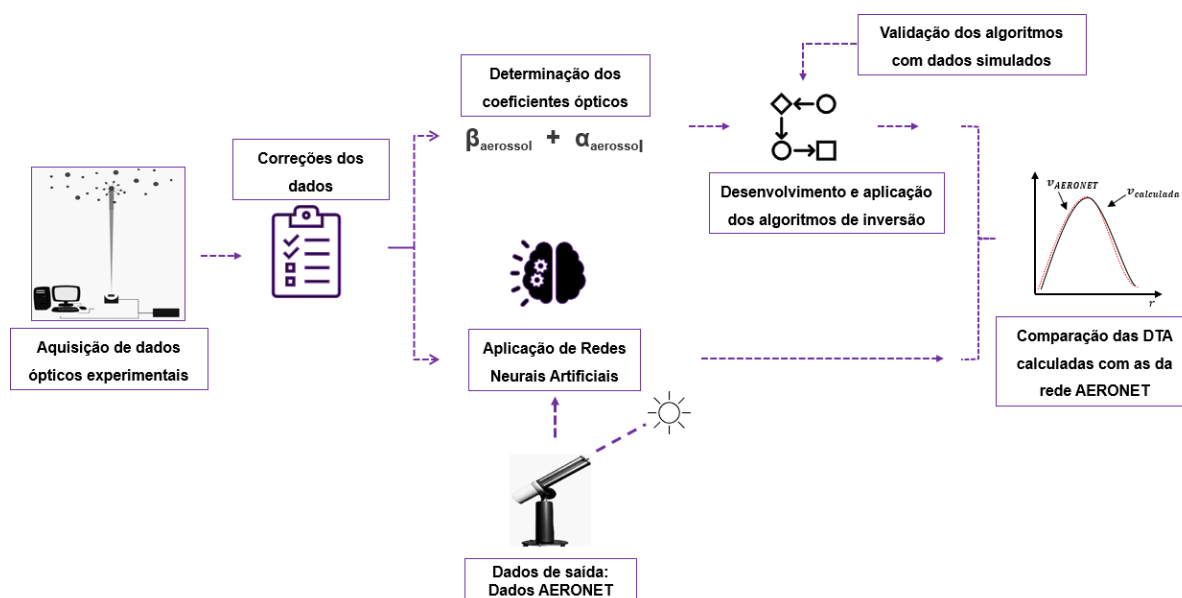 Validação dos algoritmos
com dados simulados
Determinação dos
coeficientes ópticos
βaerossol + αaerossol
Correções dos
dados
Desenvolvimento e aplicação
dos algoritmos de inversão
vAERONET
vcalculada
r
Aquisição de dados
ópticos experimentais
Aplicação de Redes
Neurais Artificiais
Comparação das DTA
calculadas com as da
rede AERONET
Dados de saída:
Dados AERONET